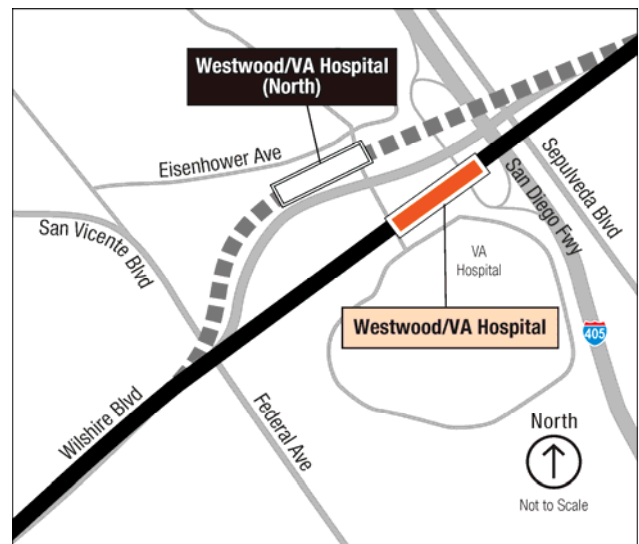 Westwood/VA Hospital
(North)
Eisenhower Ave
San Vicente Blvd
Sepulveda Blvd
San Diego Fwy
VA
Hospital
Westwood/VA Hospital
405
Wilshire Blvd
Federal Ave
North
Not to Scale